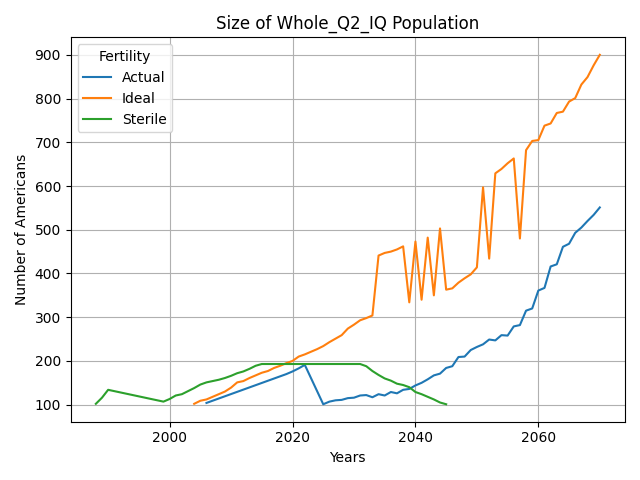 Size of Whole_Q2_IQ Population
Fertility
Actual
Ideal
Sterile
Number of Americans
900
800
700
600
500
400
300
200
100
2000
2020
2040
2060
Years